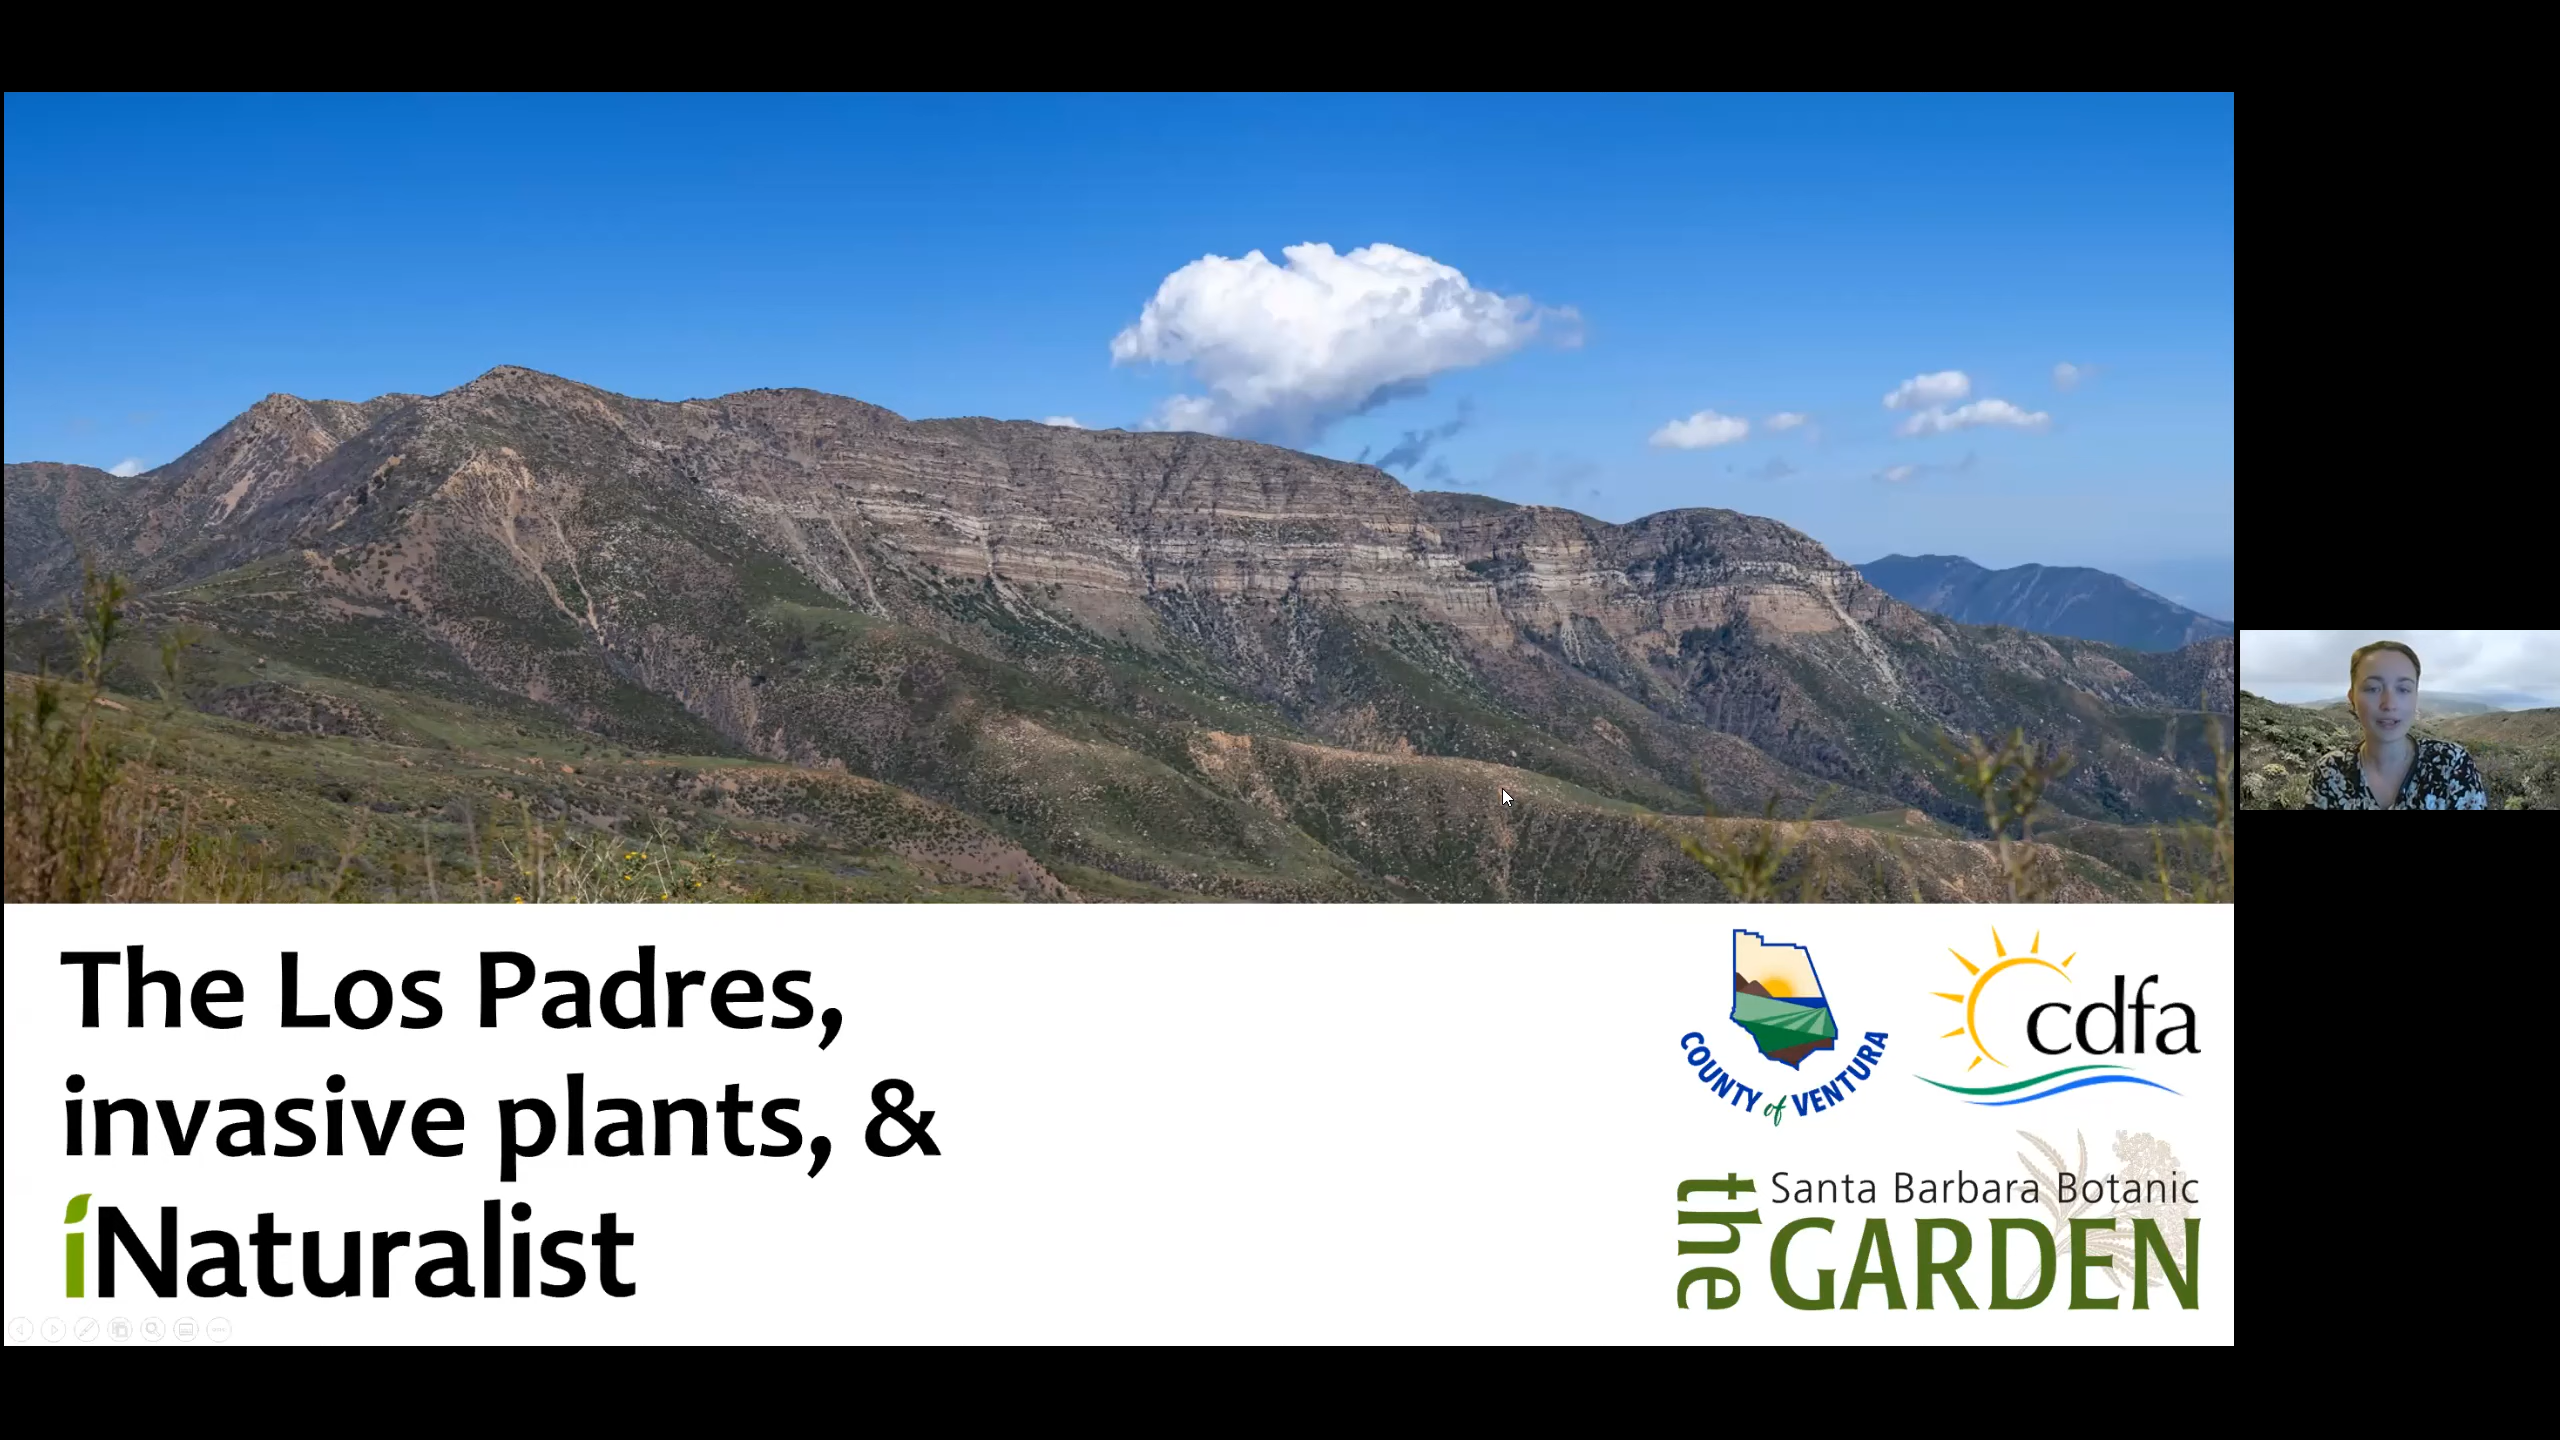 The Los Padres,
invasive plants, &
iNaturalist
COUNTY of VENTURA
cdfa
the Santa Barbara Botanic
GARDEN